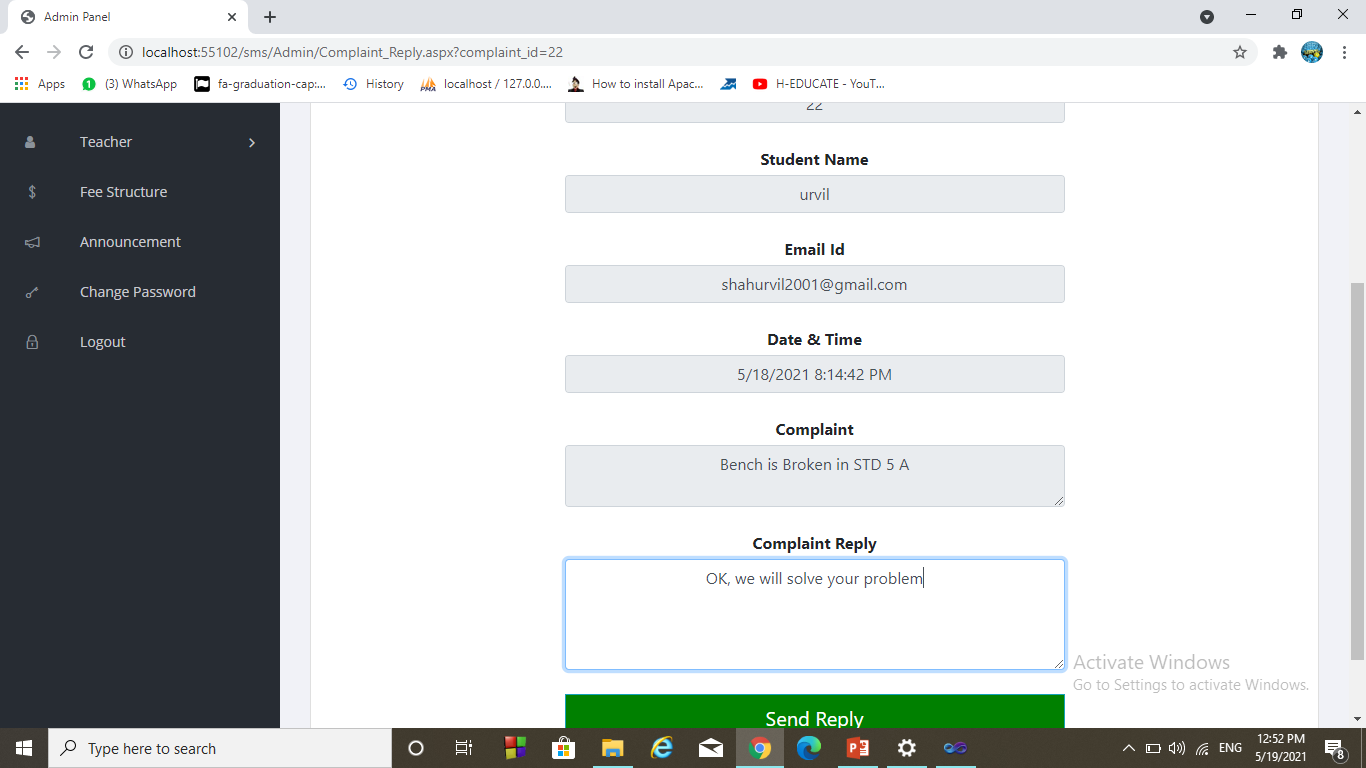 Admin Panel
localhost:55102/sms/Admin/Complaint_Reply.aspx?complaint_id=22
Apps
(3) WhatsApp
fa-graduation-cap:...
History
localhost / 127.0.0....
How to install Apac...
H-EDUCATE - YouT...
Teacher
Fee Structure
Announcement
Change Password
Logout
22
Student Name
urvil
Email Id
shahurvil2001@gmail.com
Date & Time
5/18/2021 8:14:42 PM
Complaint
Bench is Broken in STD 5 A
Complaint Reply
OK, we will solve your problem
Send Reply
Activate Windows
Go to Settings to activate Windows.
Type here to search
ENG
12:52 PM
5/19/2021
8